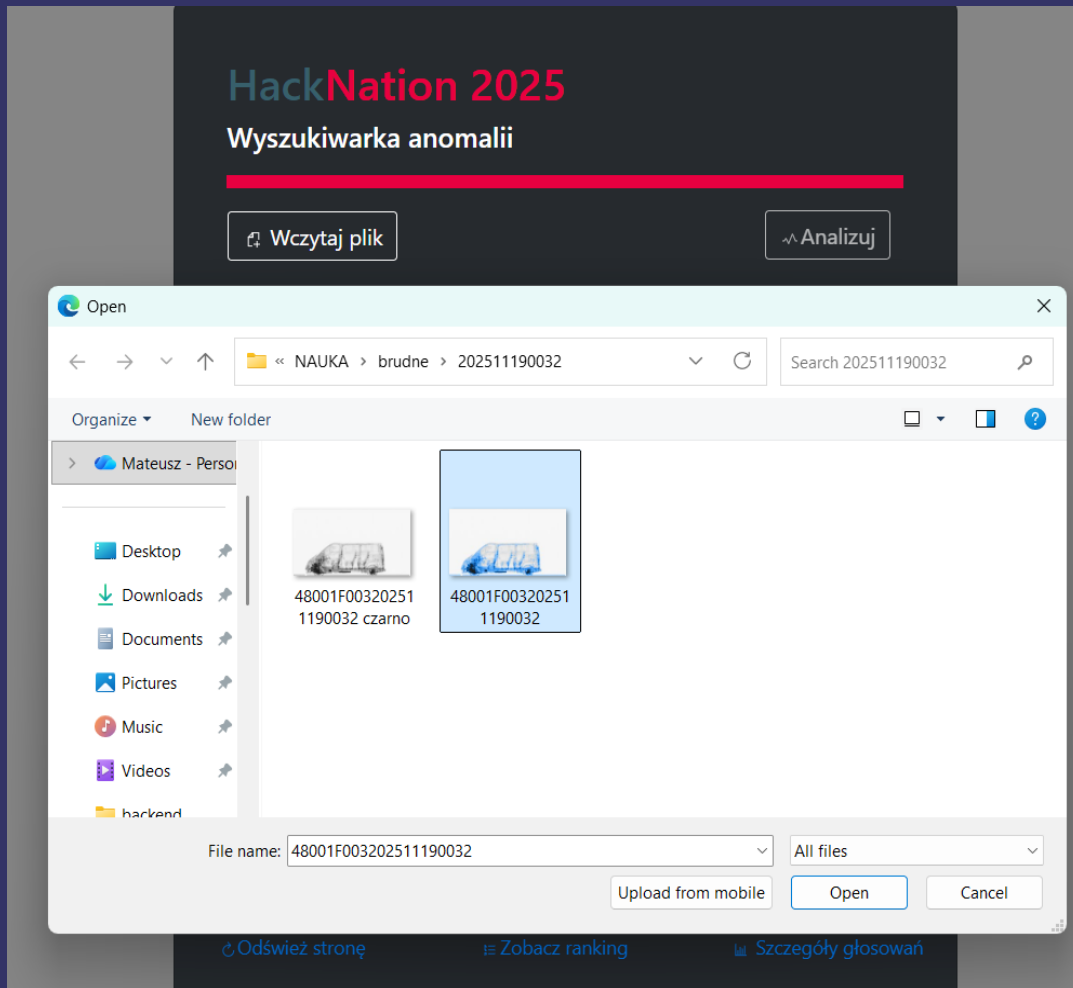 HackNation 2025
Wyszukiwarka anomalii
Wczytaj plik
Analizuj
Open
« NAUKA > brudne > 202511190032
Search 202511190032
Organize
New folder
Mateusz - Person
Desktop
Downloads
Documents
Pictures
Music
Videos
backend
48001F00320251
1190032 czarno
48001F00320251
1190032
File name: 48001F003202511190032
All files
Upload from mobile
Open
Cancel
Odśwież stronę
Zobacz ranking
Szczegóły głosowań